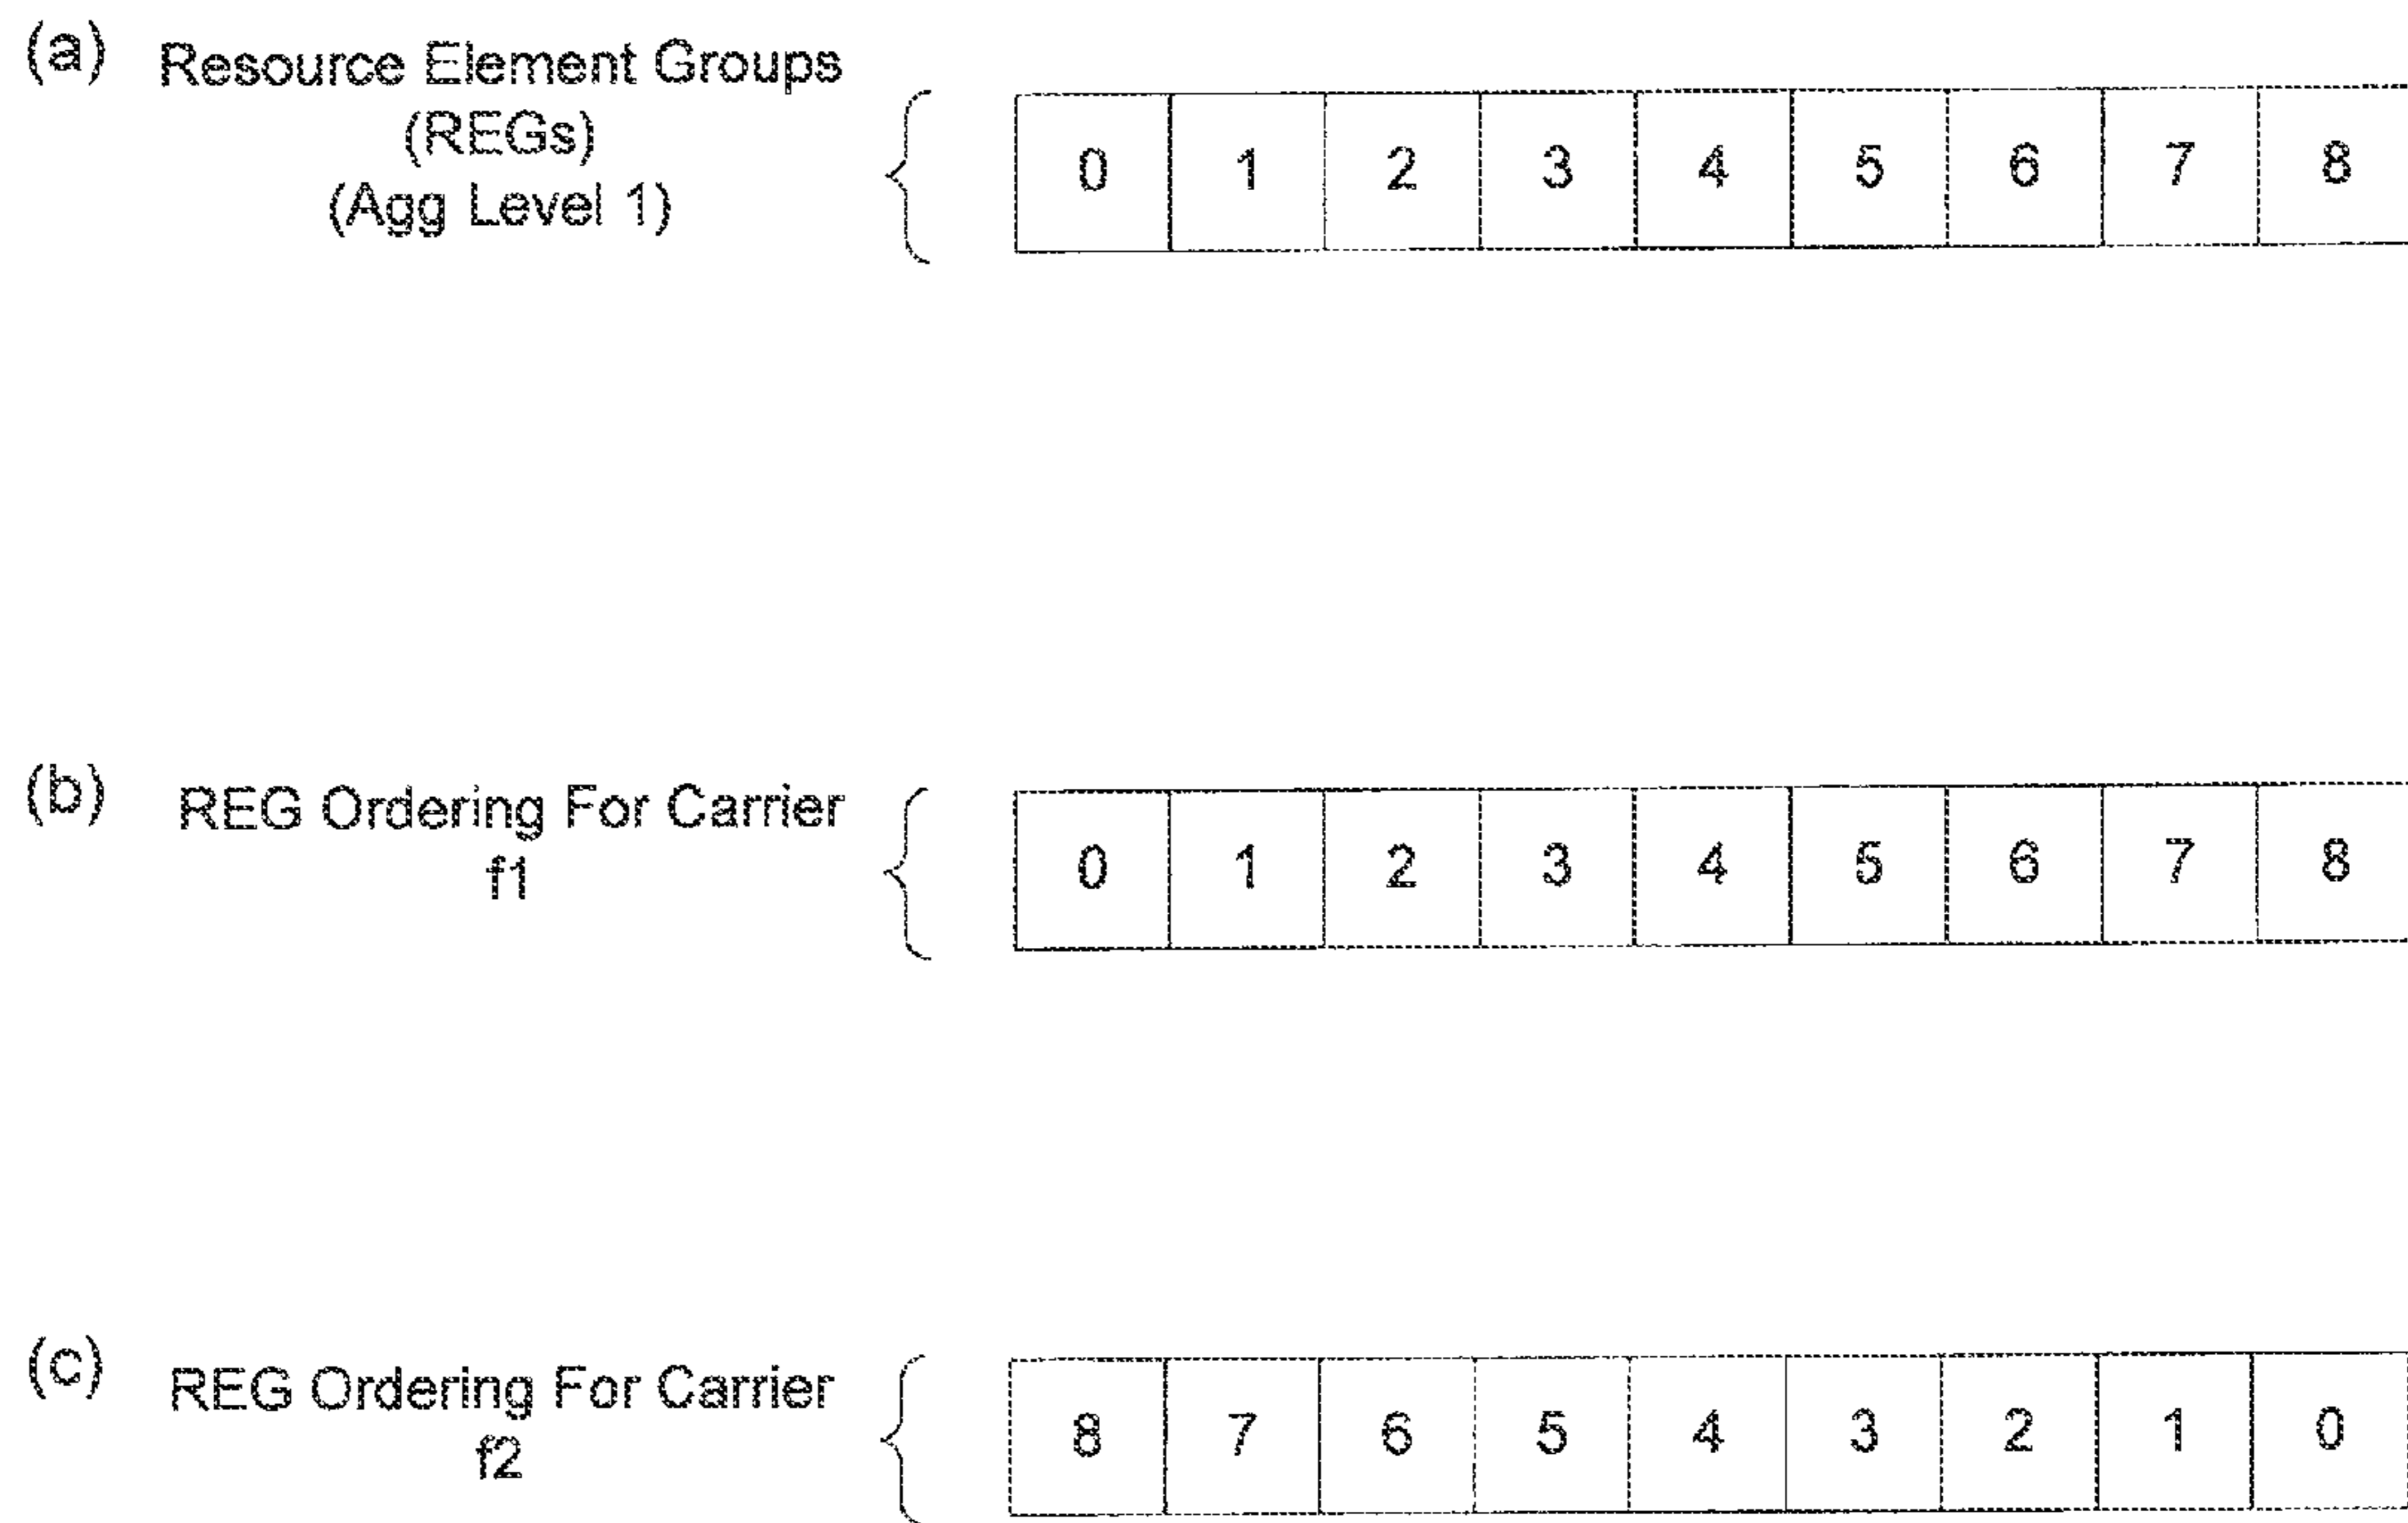 (a) Resource Element Groups
(REGs)
(Agg Level 1)
0 1 2 3 4 5 6 7 8
(b) REG Ordering For Carrier
f1
0 1 2 3 4 5 6 7 8
(c) REG Ordering For Carrier
f2
8 7 6 5 4 3 2 1 0